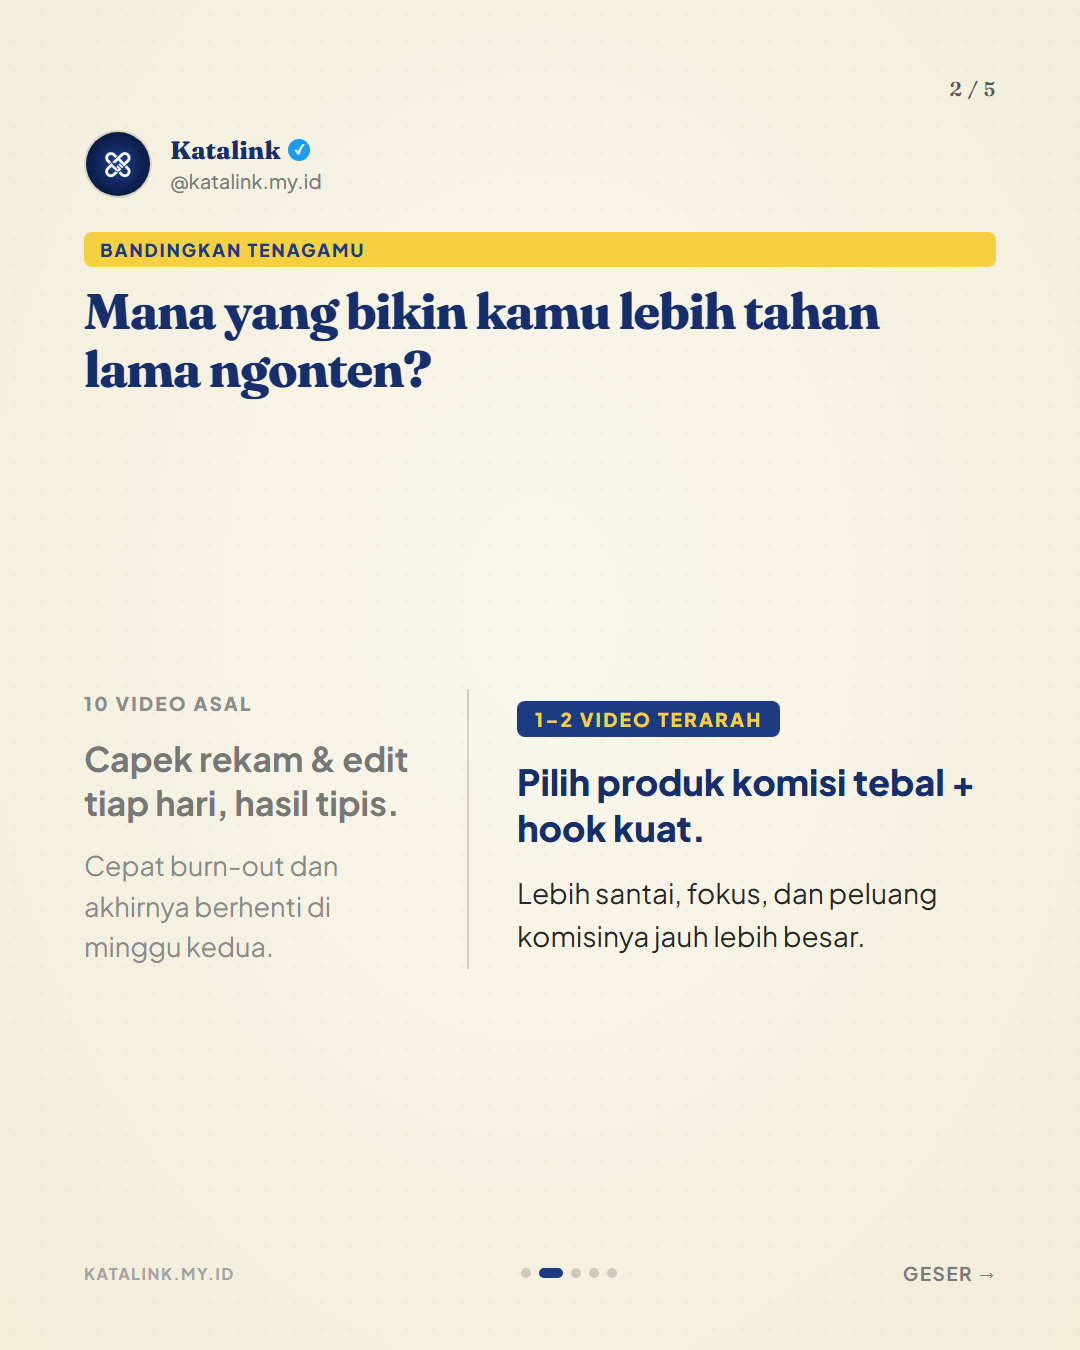 2 / 5
Katalink
@katalink.my.id
BANDINGKAN TENAGAMU
Mana yang bikin kamu lebih tahan
lama ngonten?
10 VIDEO ASAL
Capek rekam & edit
tiap hari, hasil tipis.
Cepat burn-out dan
akhirnya berhenti di
minggu kedua.
1–2 VIDEO TERARAH
Pilih produk komisi tebal +
hook kuat.
Lebih santai, fokus, dan peluang
komisinya jauh lebih besar.
KATALINK.MY.ID
GESER →